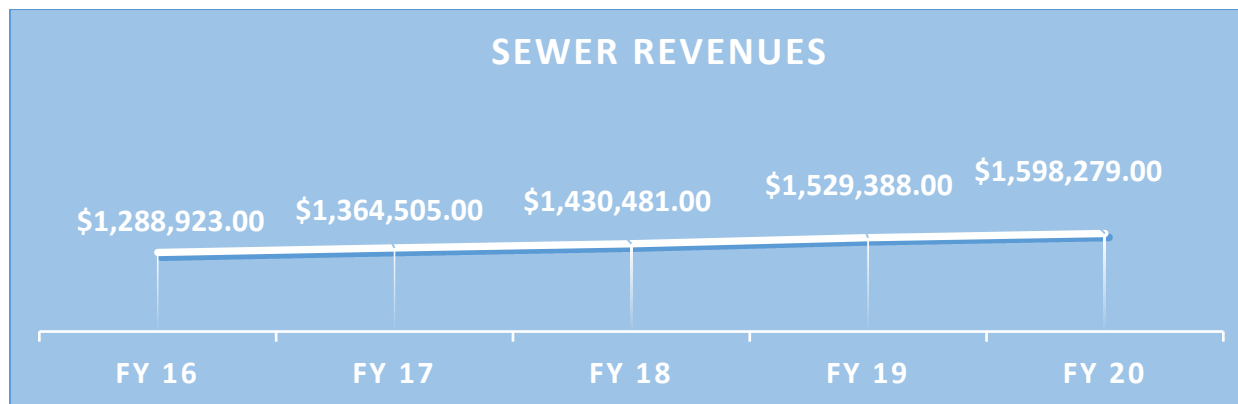 SEWER REVENUES
$1,288,923.00 $1,364,505.00 $1,430,481.00 $1,529,388.00 $1,598,279.00
FY 16 FY 17 FY 18 FY 19 FY 20